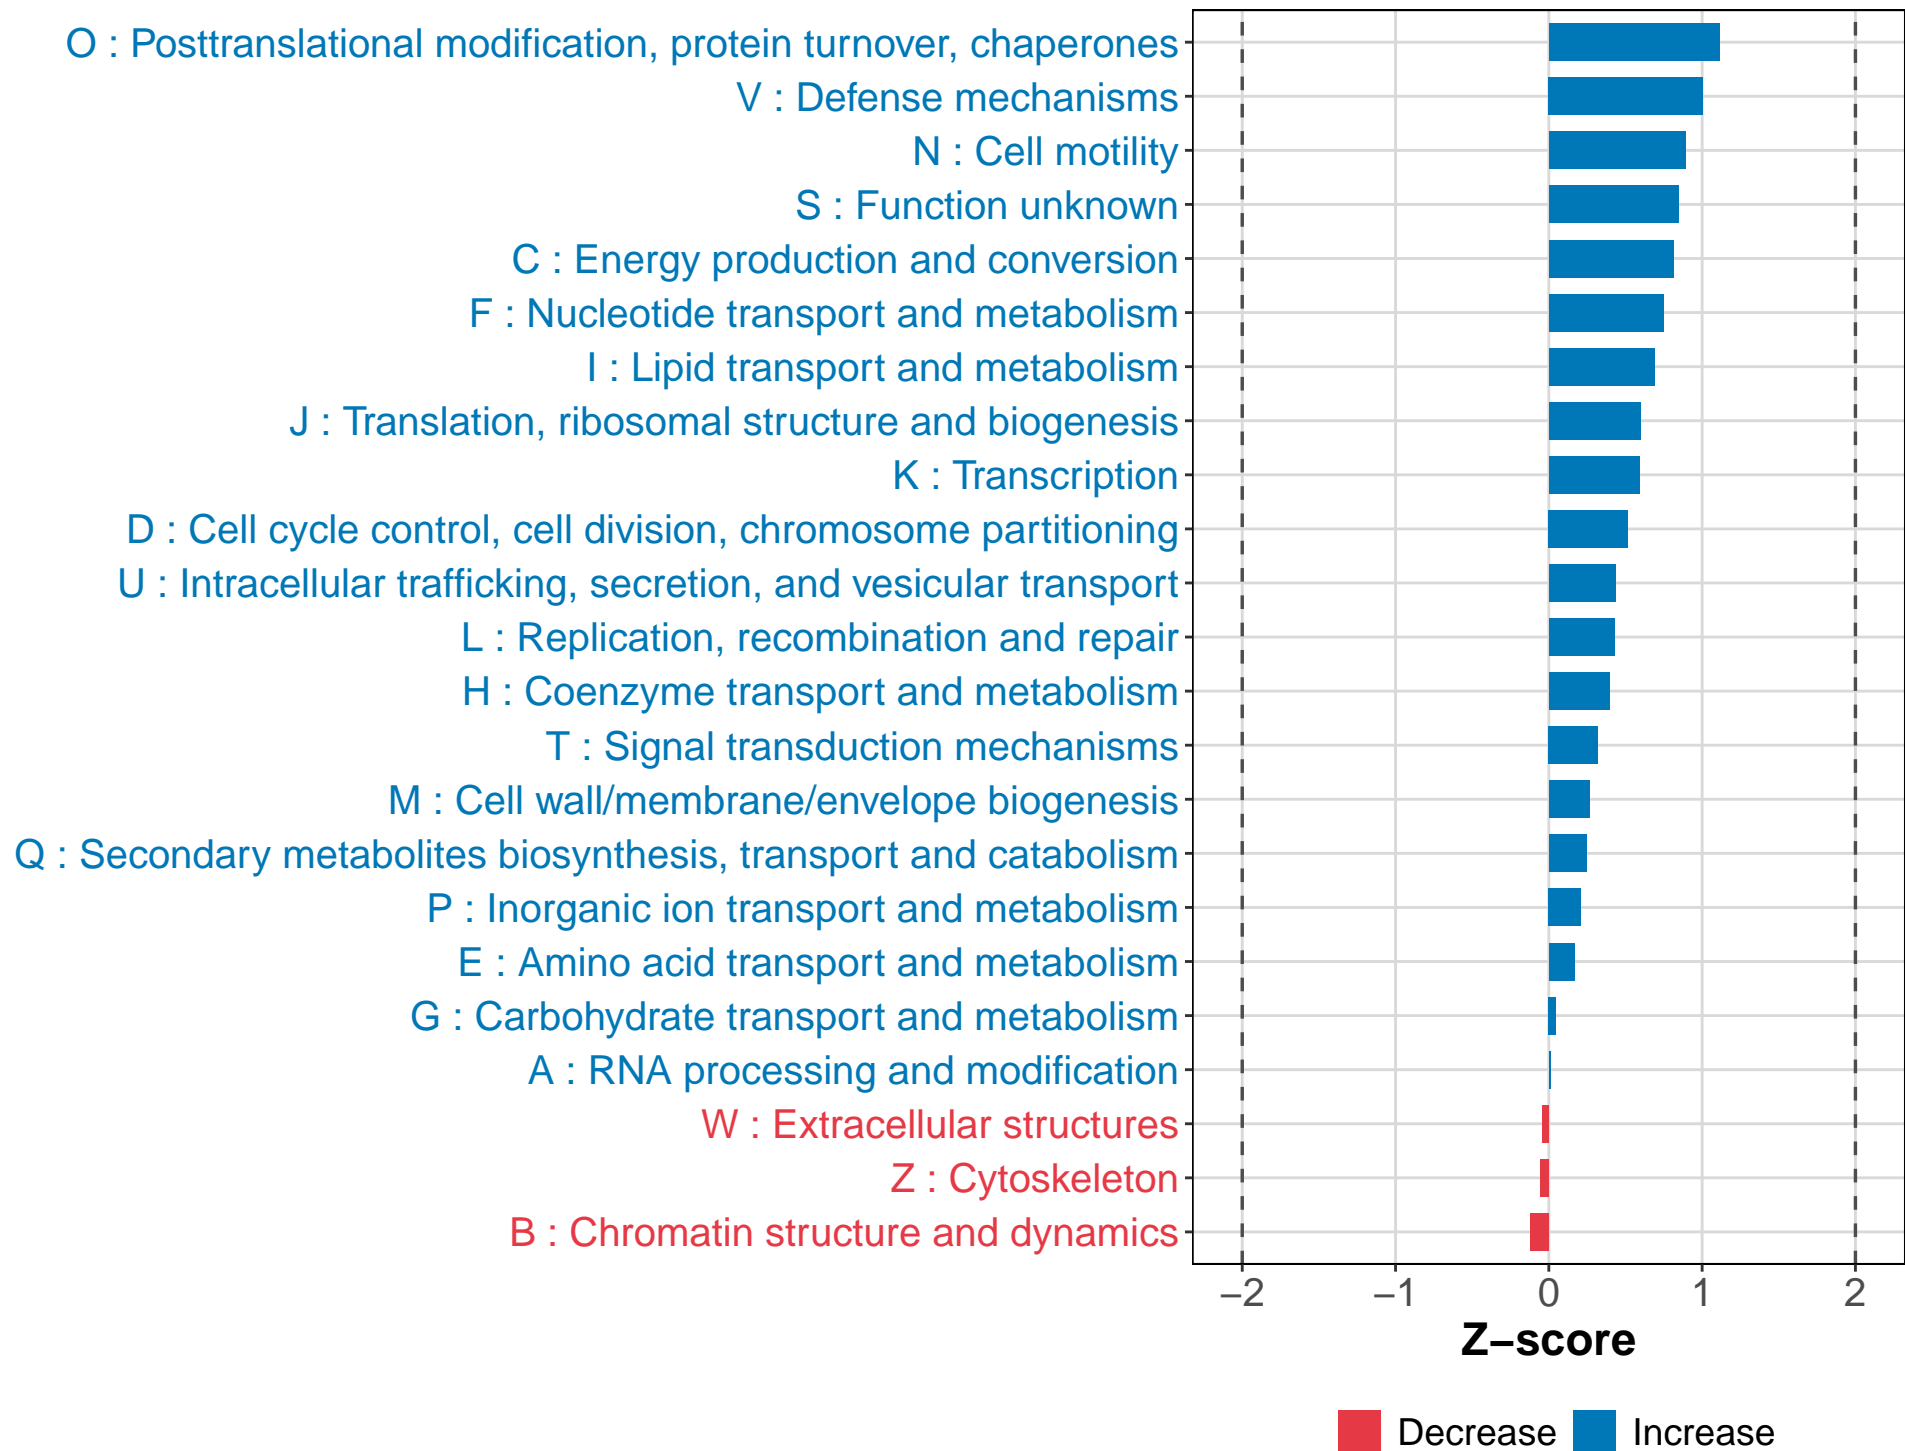 O : Posttranslational modification, protein turnover, chaperones
V : Defense mechanisms
N : Cell motility
S : Function unknown
C : Energy production and conversion
F : Nucleotide transport and metabolism
I : Lipid transport and metabolism
J : Translation, ribosomal structure and biogenesis
K : Transcription
D : Cell cycle control, cell division, chromosome partitioning
U : Intracellular trafficking, secretion, and vesicular transport
L : Replication, recombination and repair
H : Coenzyme transport and metabolism
T : Signal transduction mechanisms
M : Cell wall/membrane/envelope biogenesis
Q : Secondary metabolites biosynthesis, transport and catabolism
P : Inorganic ion transport and metabolism
E : Amino acid transport and metabolism
G : Carbohydrate transport and metabolism
A : RNA processing and modification
W : Extracellular structures
Z : Cytoskeleton
B : Chromatin structure and dynamics
−2 −1 0 1 2
Z−score
Decrease Increase